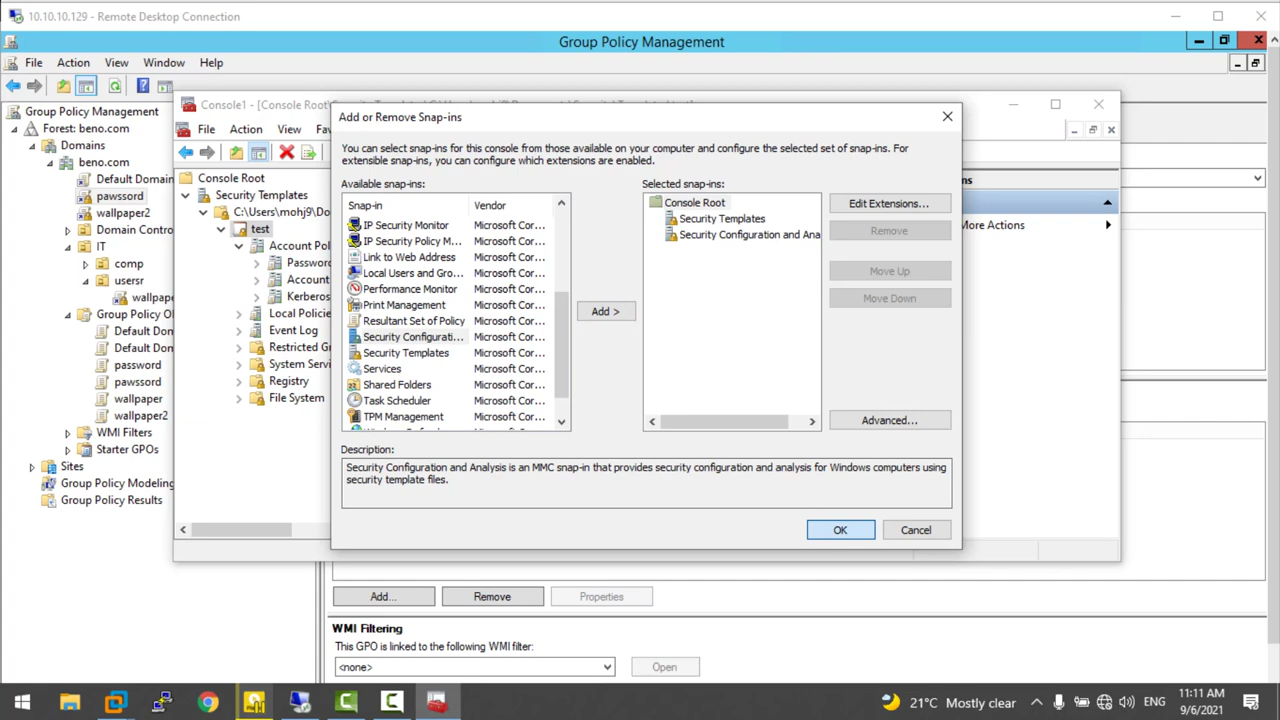 10.10.10.129 - Remote Desktop Connection
Group Policy Management
File Action View Window Help
Group Policy Management
Forest: beno.com
Domains
beno.com
Default Domain
pawssord
wallpaper2
Domain Contro
IT
comp
usersr
wallpape
Group Policy O
Default Dom
Default Dom
password
pawssord
wallpaper
wallpaper2
WMI Filters
Starter GPOs
Sites
Group Policy Modeling
Group Policy Results
Console1 - [Console Root
File Action View Fav
Console Root
Security Templates
C:\Users\mohj9\Do
test
Account Pol
Passwor
Account
Kerbero
Local Policie
Event Log
Restricted Gr
System Servi
Registry
File System
ns
More Actions
Add or Remove Snap-ins
You can select snap-ins for this console from those available on your computer and configure the selected set of snap-ins. For
extensible snap-ins, you can configure which extensions are enabled.
Available snap-ins:
Snap-in Vendor
IP Security Monitor Microsoft Cor...
IP Security Policy M... Microsoft Cor...
Link to Web Address Microsoft Cor...
Local Users and Gro... Microsoft Cor...
Performance Monitor Microsoft Cor...
Print Management Microsoft Cor...
Resultant Set of Policy Microsoft Cor...
Security Configurati... Microsoft Cor...
Security Templates Microsoft Cor...
Services Microsoft Cor...
Shared Folders Microsoft Cor...
Task Scheduler Microsoft Cor...
TPM Management Microsoft Cor...
Add >
Selected snap-ins:
Console Root
Security Templates
Security Configuration and Ana
Edit Extensions...
Remove
Move Up
Move Down
Advanced...
Description:
Security Configuration and Analysis is an MMC snap-in that provides security configuration and analysis for Windows computers using
security template files.
OK Cancel
Add... Remove Properties
WMI Filtering
This GPO is linked to the following WMI filter:
<none> Open
21°C Mostly clear ENG
11:11 AM
9/6/2021